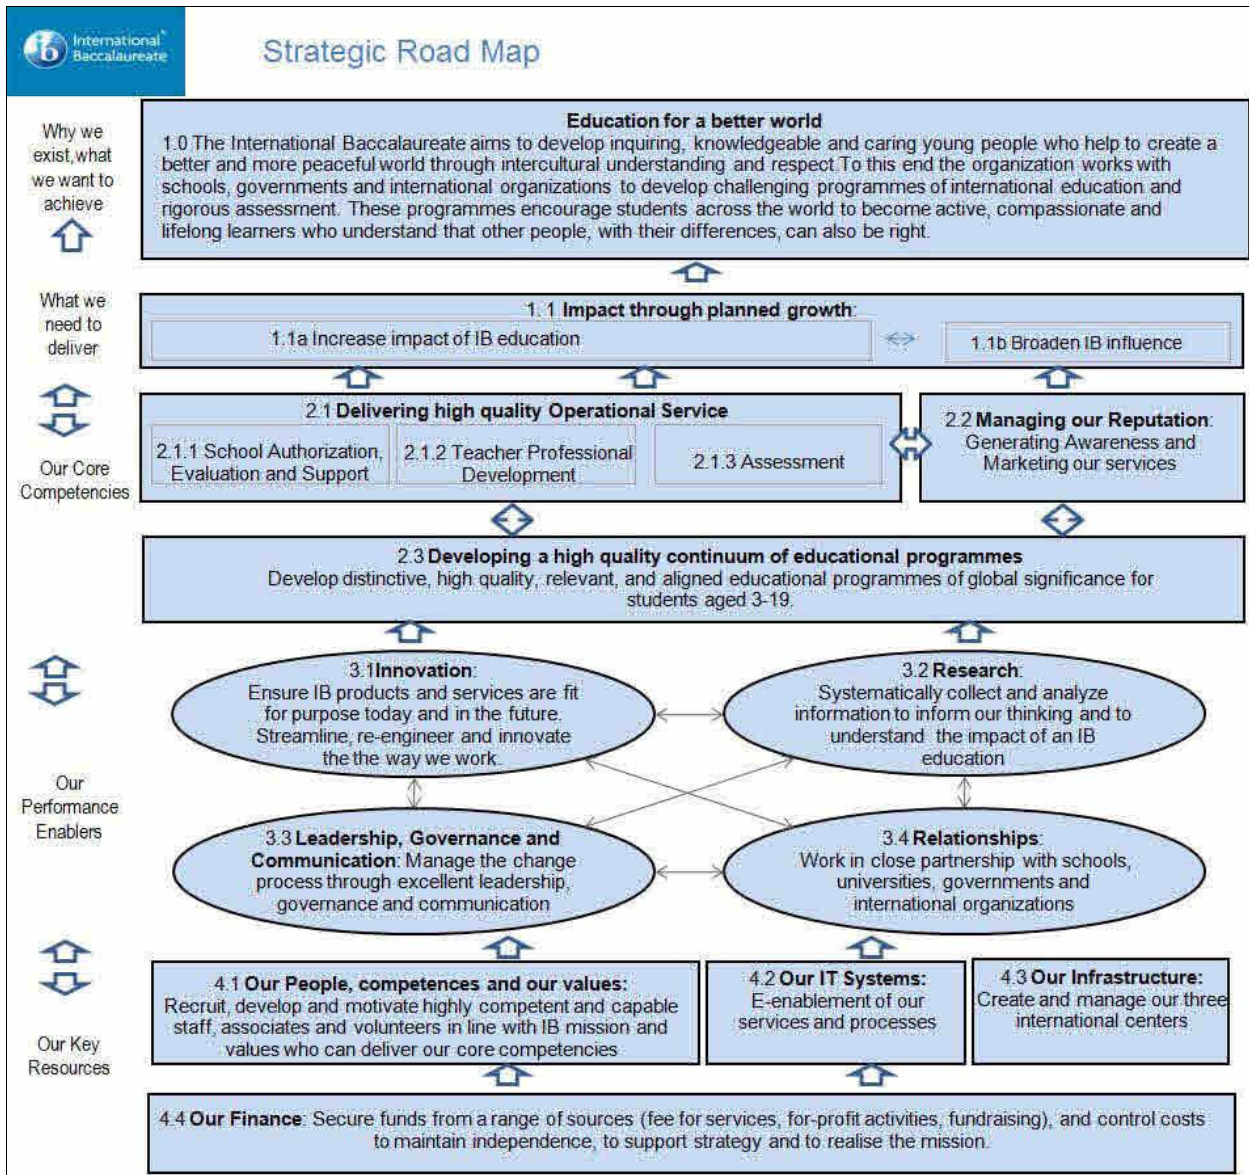 International
Baccalaureate
Strategic Road Map
Why we
exist,what
we want to
achieve
Education for a better world
1.0 The International Baccalaureate aims to develop inquiring, knowledgeable and caring young people who help to create a
better and more peaceful world through intercultural understanding and respect.To this end the organization works with
schools, governments and international organizations to develop challenging programmes of international education and
rigorous assessment. These programmes encourage students across the world to become active, compassionate and
lifelong learners who understand that other people, with their differences, can also be right.
What we
need to
deliver
1. 1 Impact through planned growth:
1.1a Increase impact of IB education
1.1b Broaden IB influence
Our Core
Competencies
2.1 Delivering high quality Operational Service
2.1.1 School Authorization,
Evaluation and Support
2.1.2 Teacher Professional
Development
2.1.3 Assessment
2.2 Managing our Reputation:
Generating Awareness and
Marketing our services
2.3 Developing a high quality continuum of educational programmes
Develop distinctive, high quality, relevant, and aligned educational programmes of global significance for
students aged 3-19.
Our
Performance
Enablers
3.1Innovation:
Ensure IB products and services are fit
for purpose today and in the future.
Streamline, re-engineer and innovate
the the way we work.
3.2 Research:
Systematically collect and analyze
information to inform our thinking and to
understand the impact of an IB
education
3.3 Leadership, Governance and
Communication: Manage the change
process through excellent leadership,
governance and communication
3.4 Relationships:
Work in close partnership with schools,
universities, governments and
international organizations
Our Key
Resources
4.1 Our People, competences and our values:
Recruit, develop and motivate highly competent and capable
staff, associates and volunteers in line with IB mission and
values who can deliver our core competencies
4.2 Our IT Systems:
E-enablement of our
services and processes
4.3 Our Infrastructure:
Create and manage our three
international centers
4.4 Our Finance: Secure funds from a range of sources (fee for services, for-profit activities, fundraising), and control costs
to maintain independence, to support strategy and to realise the mission.